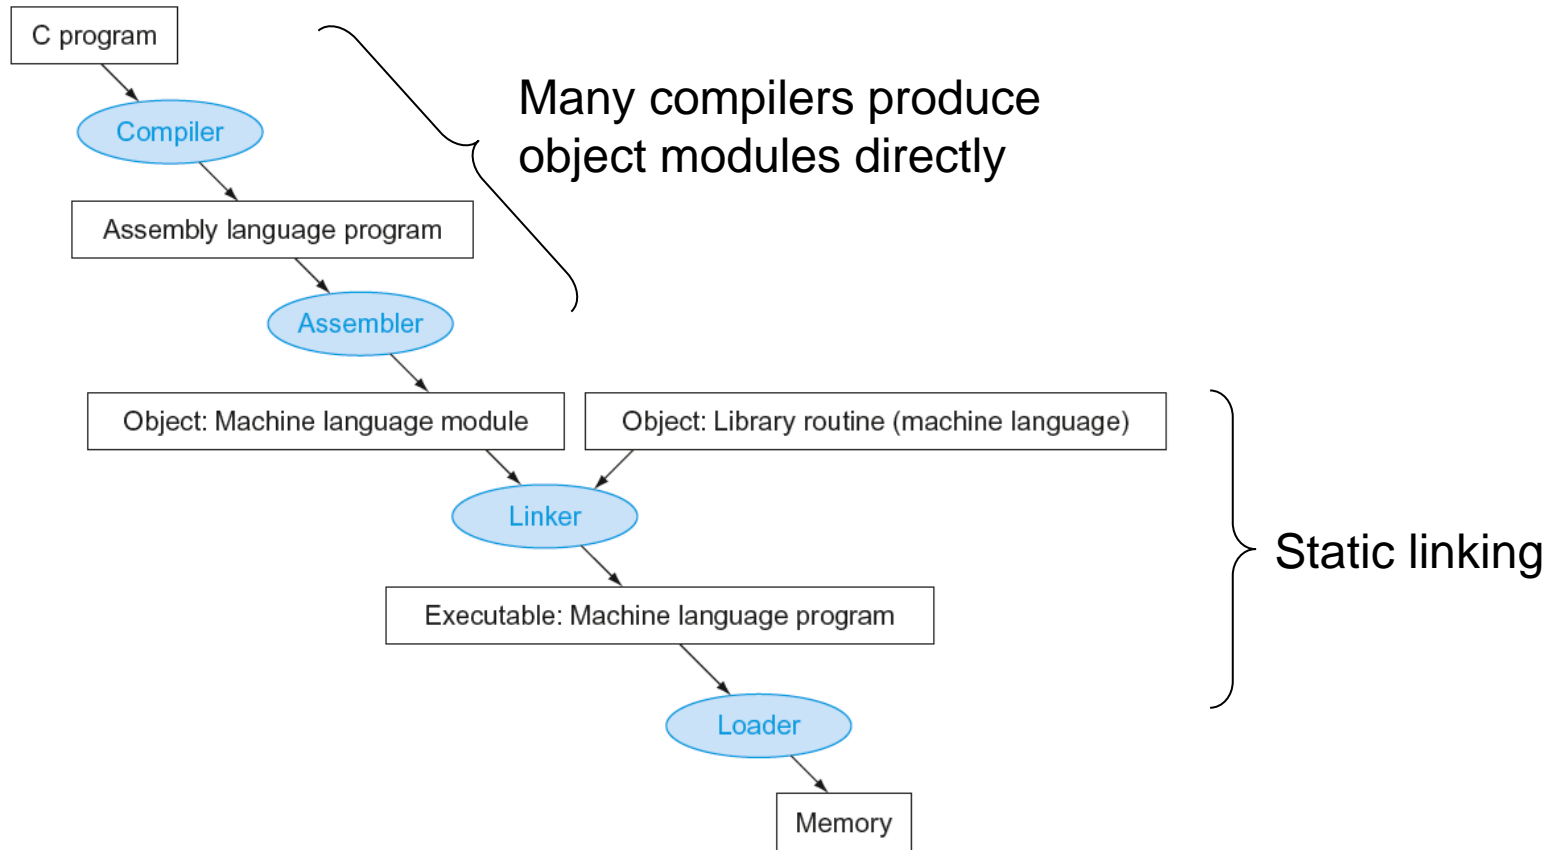 C program
Many compilers produce
object modules directly
Compiler
Assembly language program
Assembler
Object: Machine language module
Object: Library routine (machine language)
Linker
Static linking
Executable: Machine language program
Loader
Memory